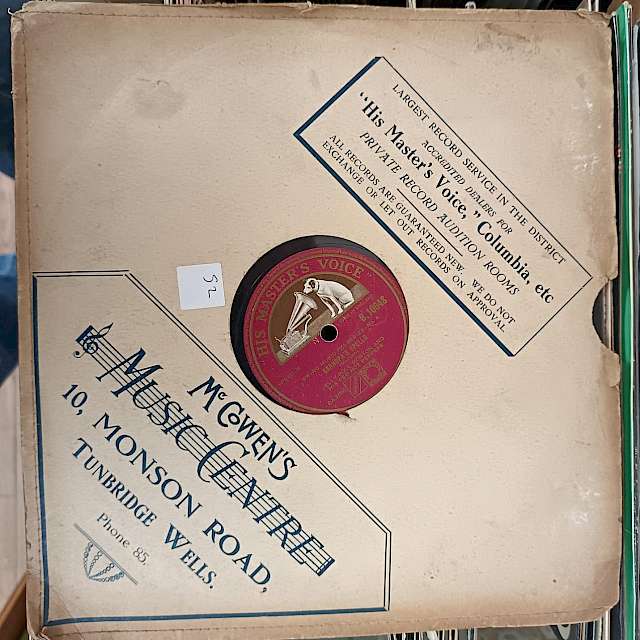 LARGEST RECORD SERVICE IN THE DISTRICT
ACCREDITED DEALERS FOR
"His Master's Voice," Columbia, etc
PRIVATE RECORD AUDITION ROOMS
ALL RECORDS ARE GUARANTEED NEW. WE DO NOT
EXCHANGE OR LET OUT RECORDS ON APPROVAL
52
"HIS MASTER'S VOICE"
McGOWEN'S
MUSIC CENTRE
10, MONSON ROAD,
TUNBRIDGE WELLS.
Phone 85.